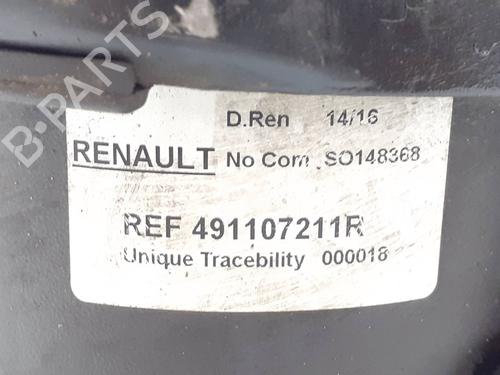 D.Ren 14/16
RENAULT No Com SO148368
REF 491107211R
Unique Tracebility 000018
B-PARTS